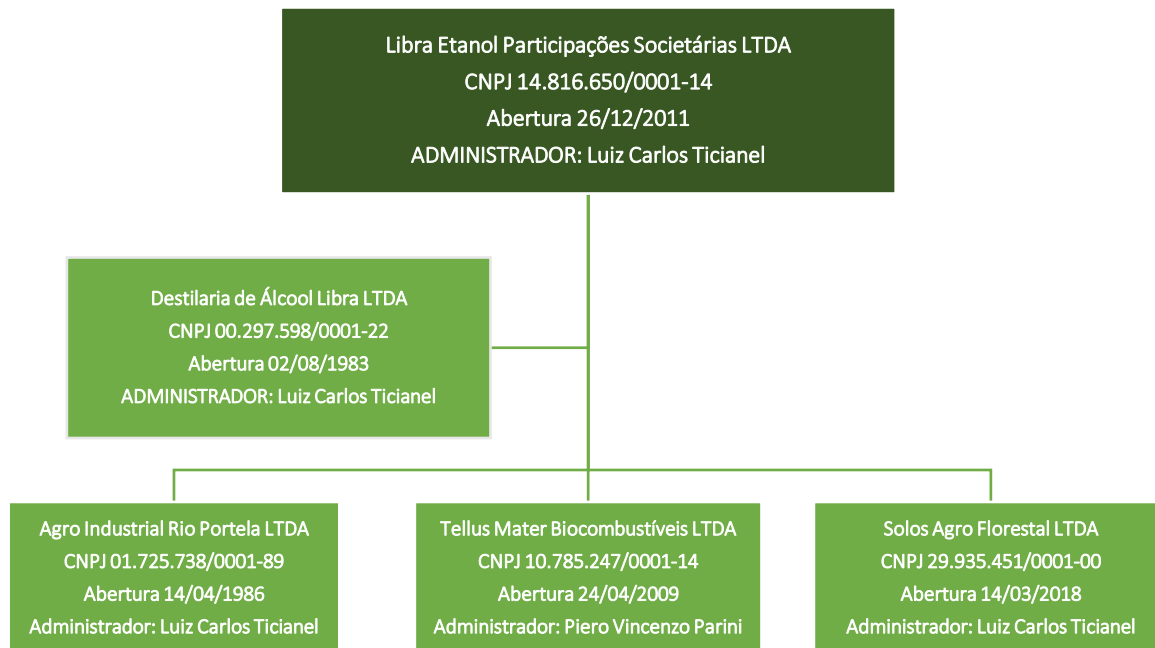 Libra Etanol Participações Societárias LTDA
CNPJ 14.816.650/0001-14
Abertura 26/12/2011
ADMINISTRADOR: Luiz Carlos Ticianel
Destilaria de Álcool Libra LTDA
CNPJ 00.297.598/0001-22
Abertura 02/08/1983
ADMINISTRADOR: Luiz Carlos Ticianel
Agro Industrial Rio Portela LTDA
CNPJ 01.725.738/0001-89
Abertura 14/04/1986
Administrador: Luiz Carlos Ticianel
Tellus Mater Biocombustíveis LTDA
CNPJ 10.785.247/0001-14
Abertura 24/04/2009
Administrador: Piero Vincenzo Parini
Solos Agro Florestal LTDA
CNPJ 29.935.451/0001-00
Abertura 14/03/2018
Administrador: Luiz Carlos Ticianel